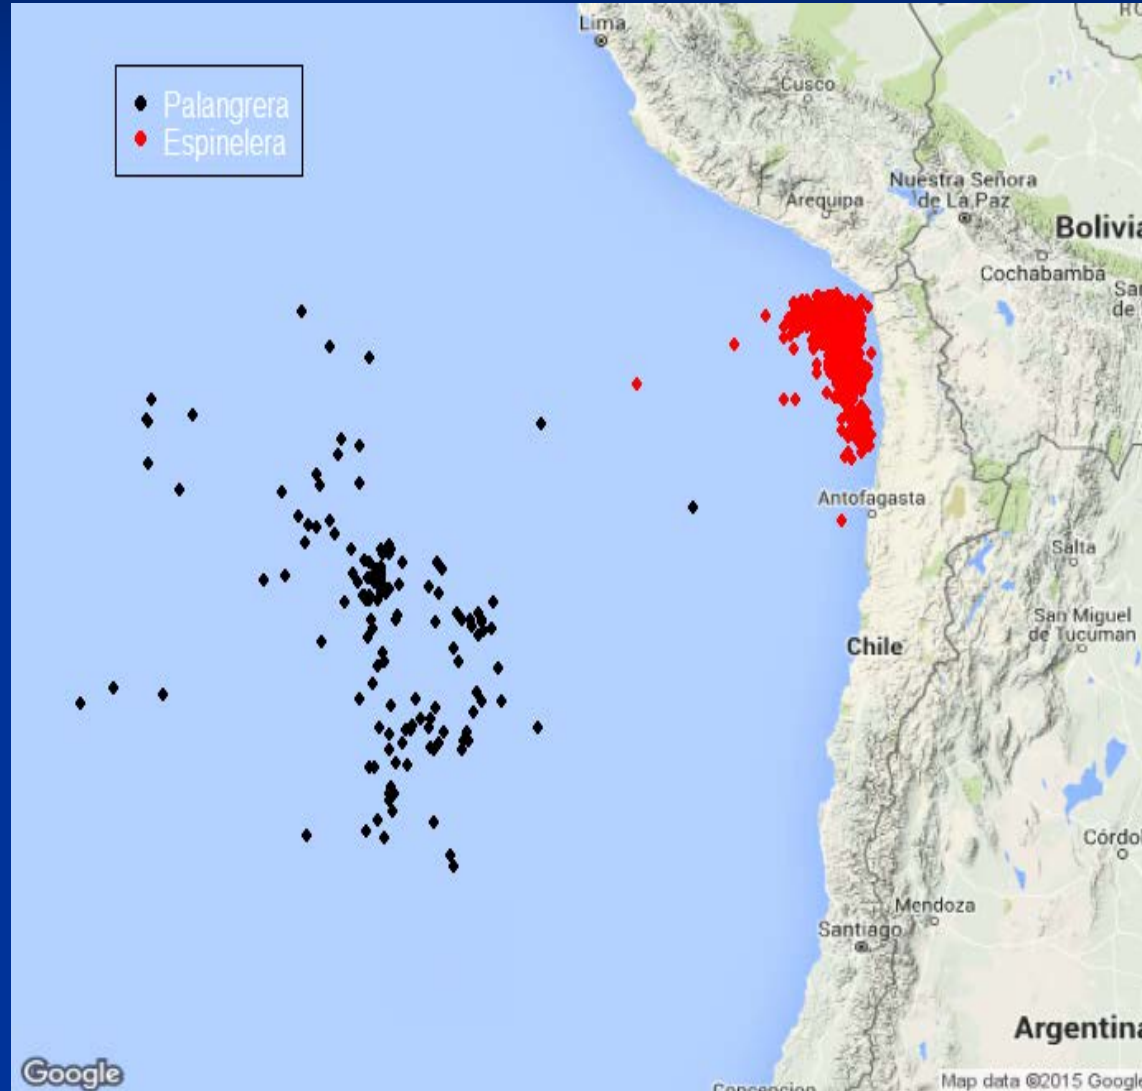 Lima
Palangrera
Espinelera
Cusco
Nuestra Señora
de La Paz
Arequipa
Bolivia
Cochabamba
de
Antofagasta
Salta
San Miguel
de Tucuman
Chile
Mendoza
Santiago
Argentina
Google
Map data ©2015 Google